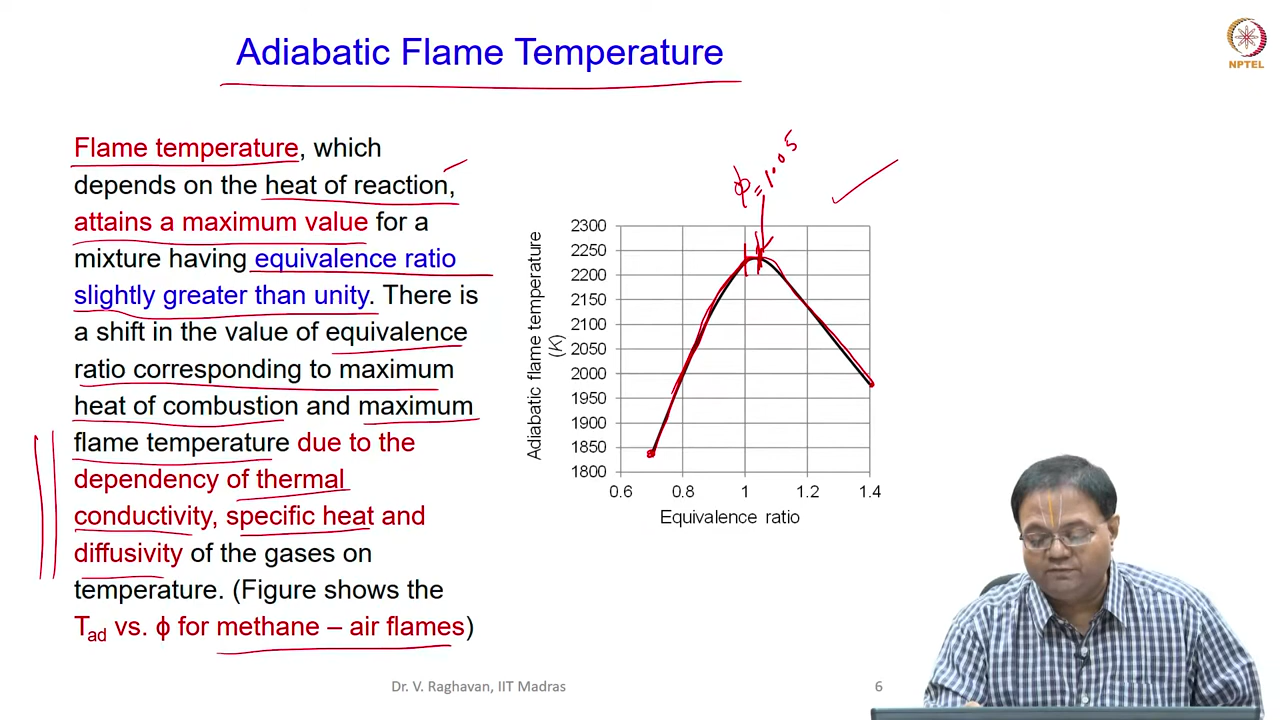 Adiabatic Flame Temperature
NPTEL
Flame temperature, which
depends on the heat of reaction,
attains a maximum value for a
mixture having equivalence ratio
slightly greater than unity. There is
a shift in the value of equivalence
ratio corresponding to maximum
heat of combustion and maximum
flame temperature due to the
dependency of thermal
conductivity, specific heat and
diffusivity of the gases on
temperature. (Figure shows the
Tad vs. ϕ for methane – air flames)
ϕ = 1.05
Adiabatic flame temperature
(K)
2300
2250
2200
2150
2100
2050
2000
1950
1900
1850
1800
0.6 0.8 1 1.2 1.4
Equivalence ratio
Dr. V. Raghavan, IIT Madras 6